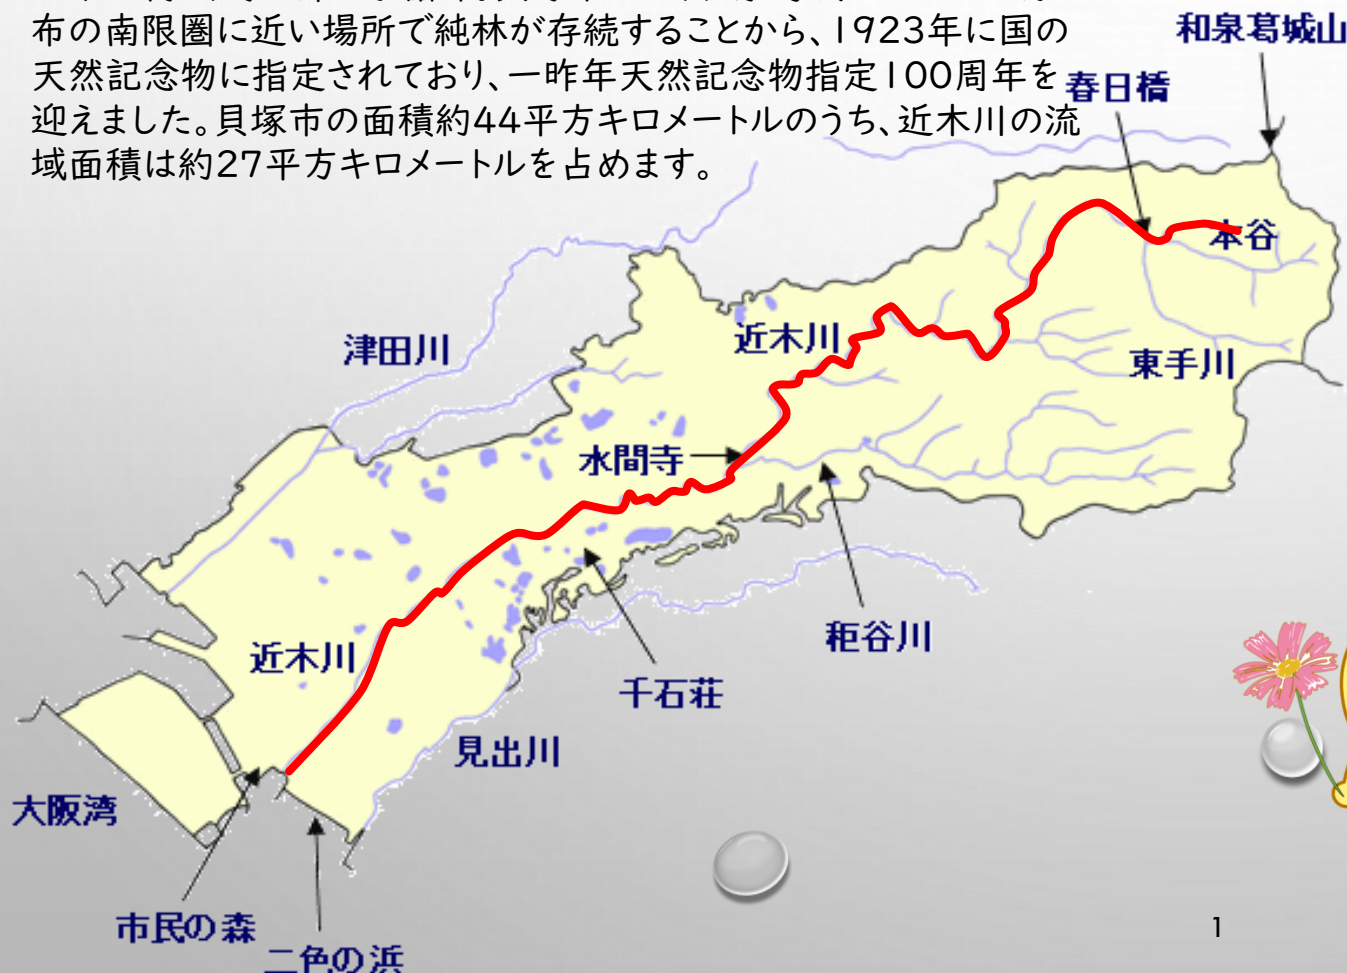 布の南限圏に近い場所で純林が存続することから、1923年に国の
天然記念物に指定されており、一昨年天然記念物指定100周年を
迎えました。貝塚市の面積約44平方キロメートルのうち、近木川の流
域面積は約27平方キロメートルを占めます。
和泉葛城山
春日橋
本谷
津田川
近木川
東手川
水間寺
近木川
秬谷川
千石荘
見出川
大阪湾
市民の森
二色の浜
1